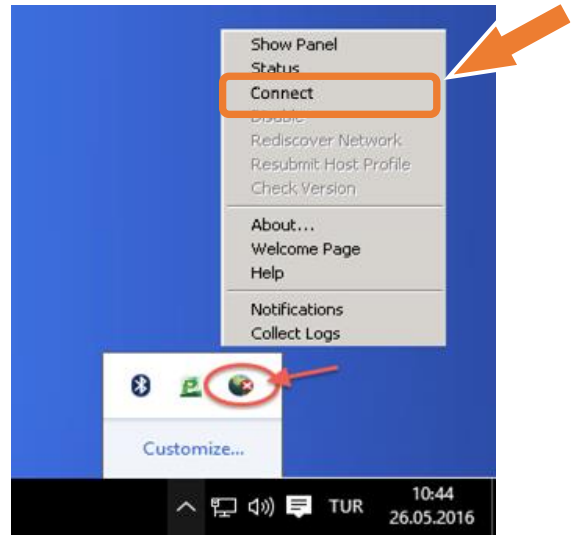 Show Panel
Status
Connect
Disable
Rediscover Network
Resubmit Host Profile
Check Version
About...
Welcome Page
Help
Notifications
Collect Logs
Customize...
TUR
10:44
26.05.2016